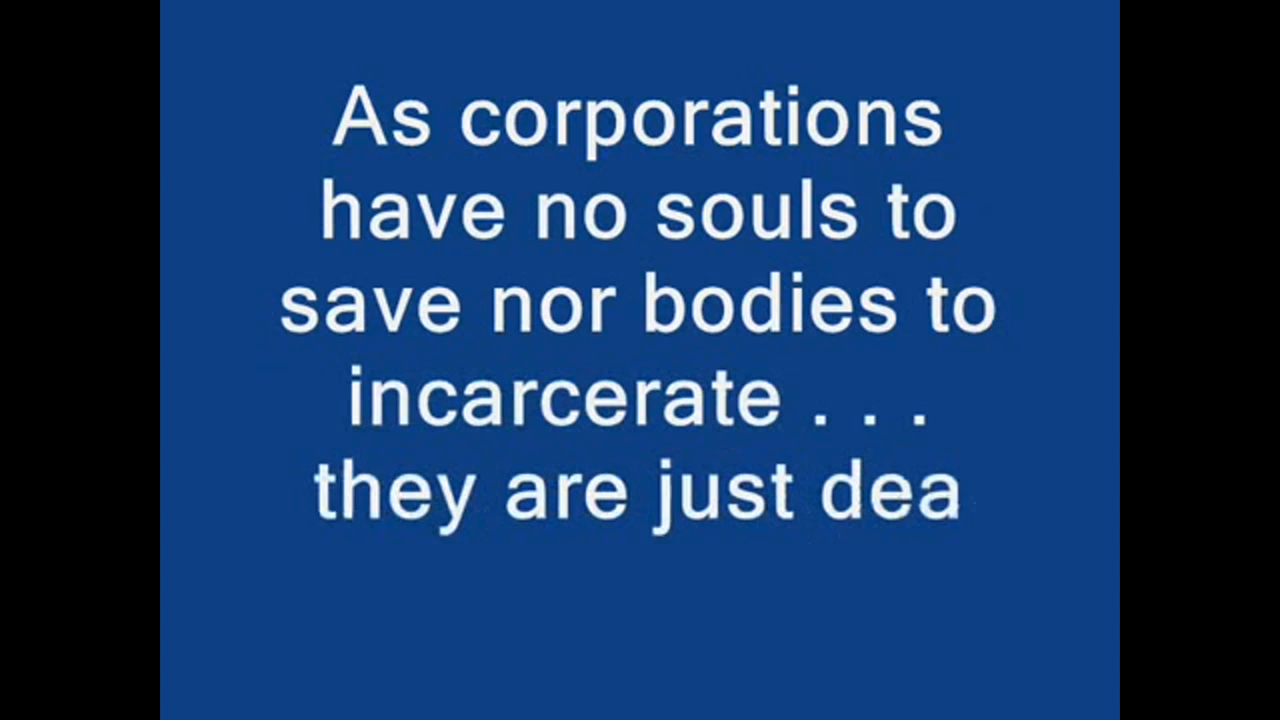 As corporations
have no souls to
save nor bodies to
incarcerate . . .
they are just dea